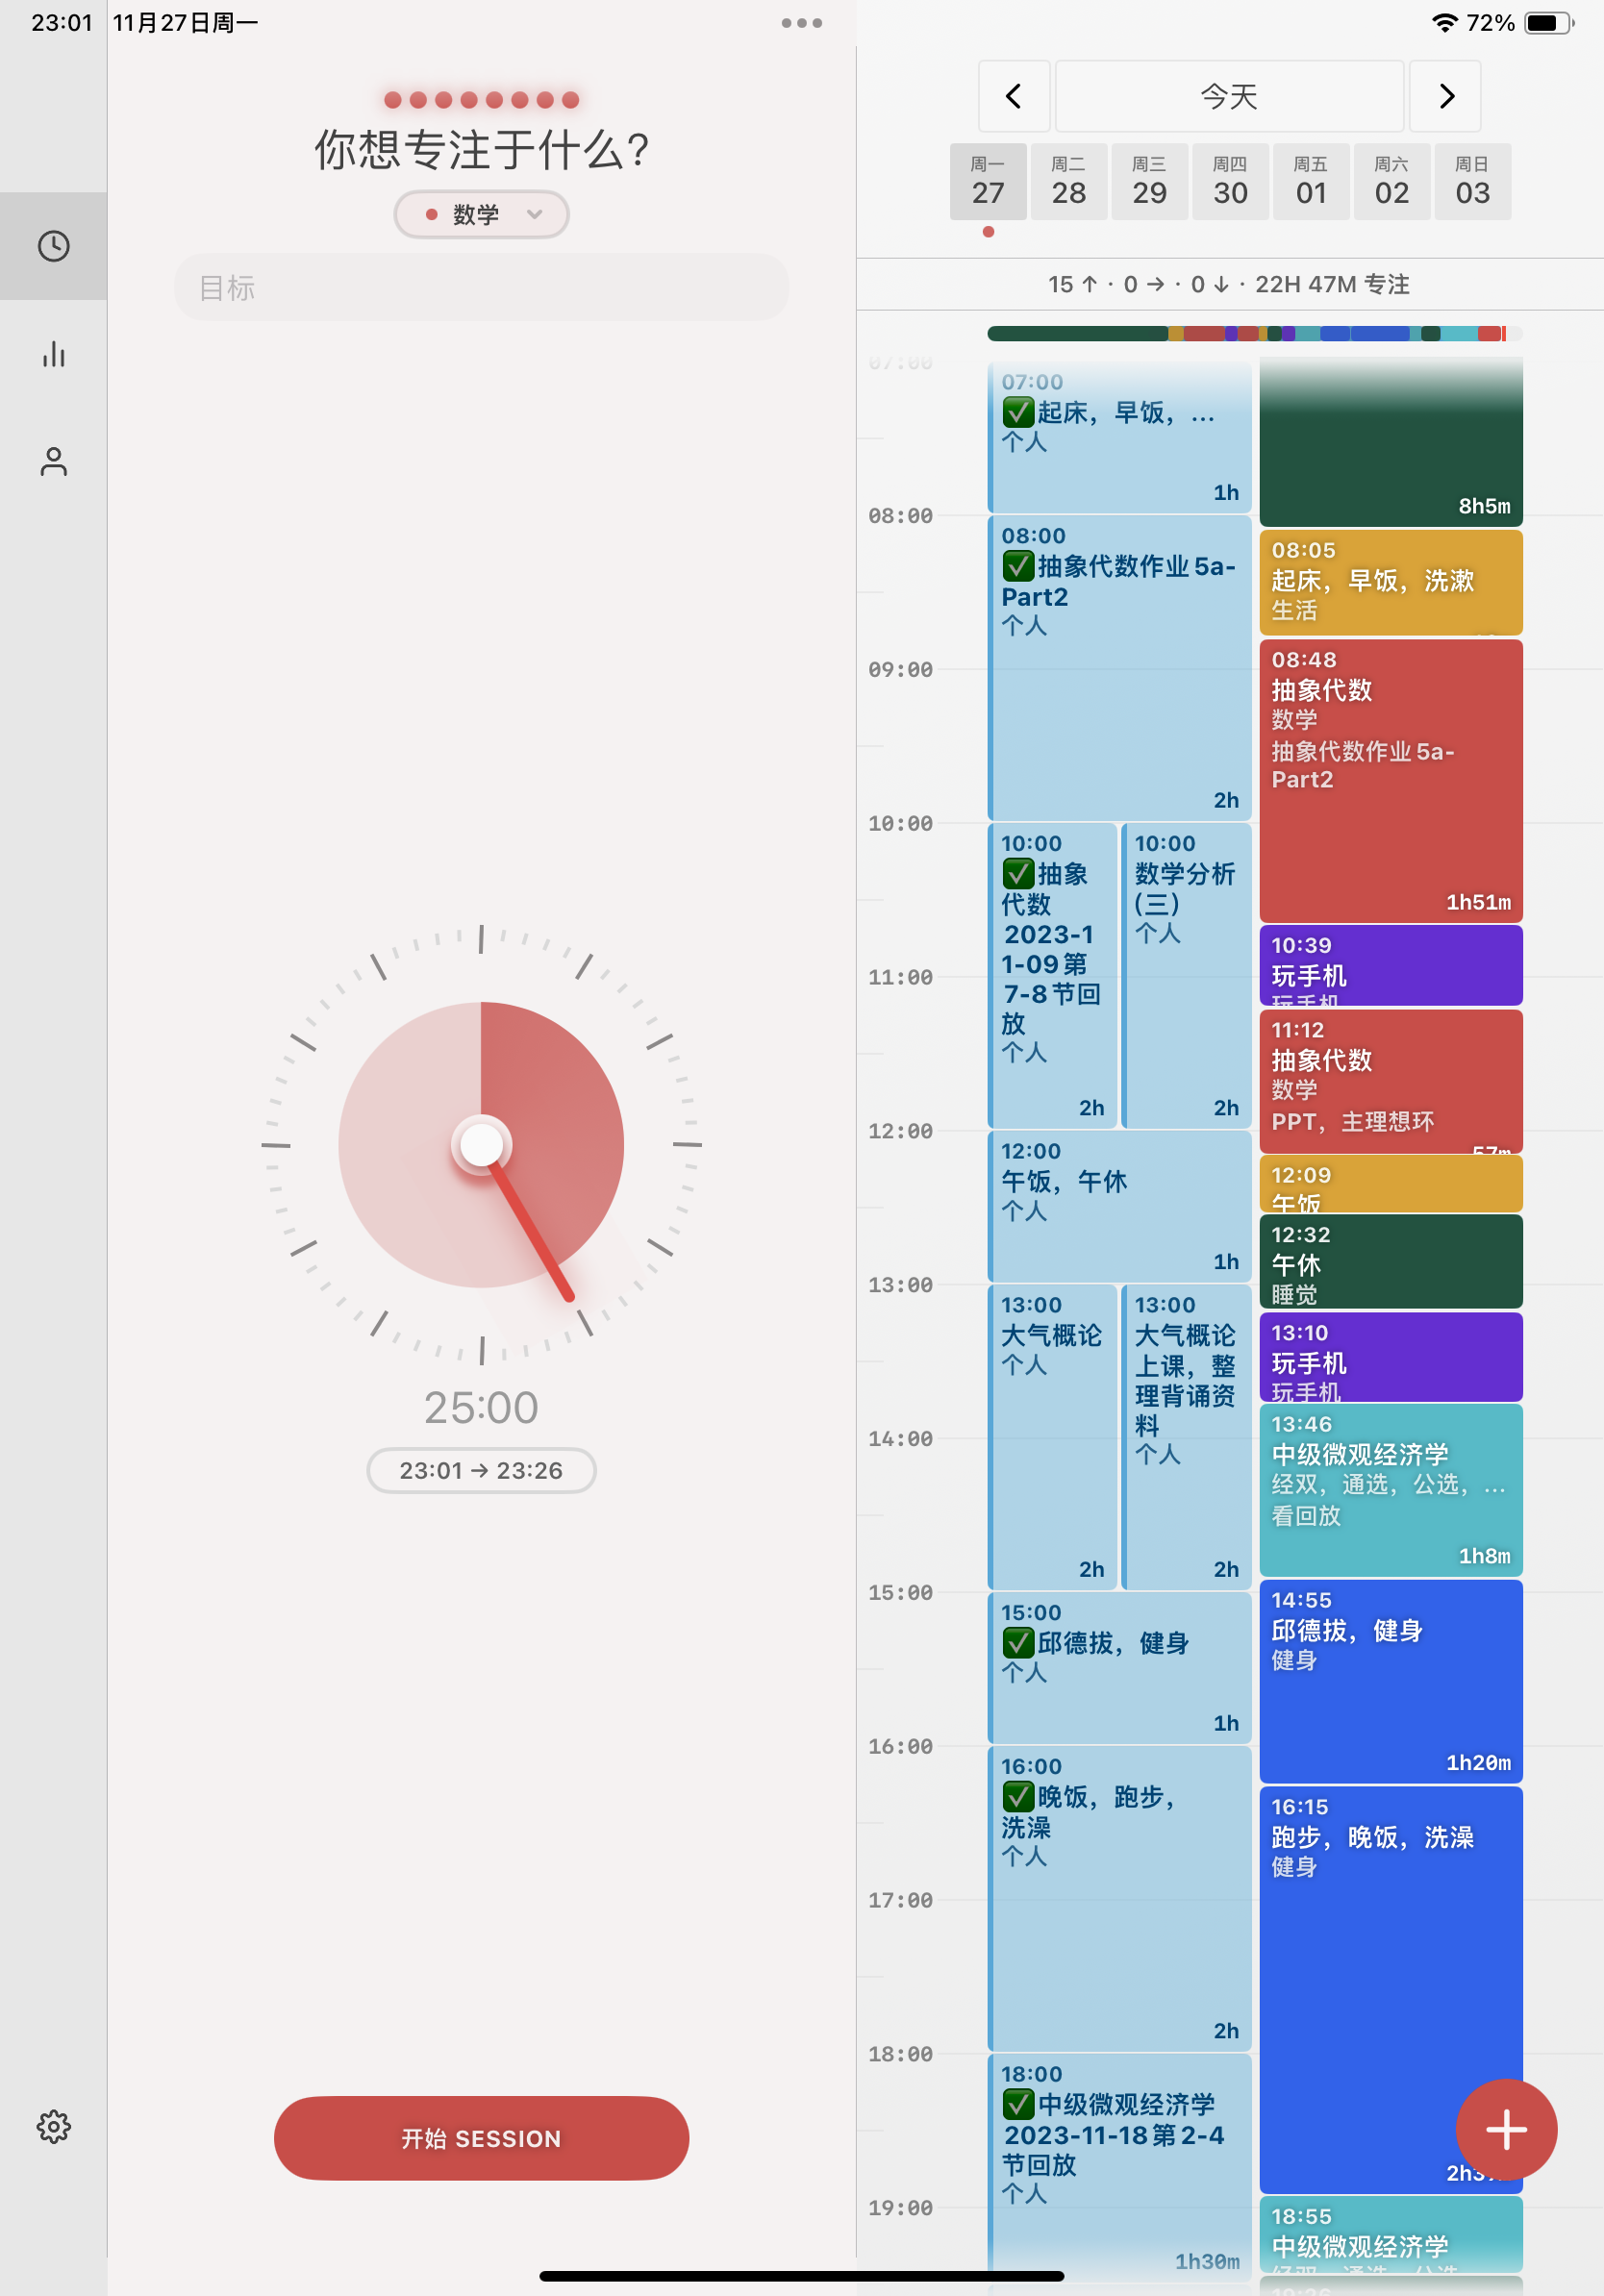 23:01 11月27日周一
72%
你想专注于什么?
数学
目标
25:00
23:01 → 23:26
开始 SESSION
今天
周一 周二 周三 周四 周五 周六 周日
27 28 29 30 01 02 03
15 ↑ · 0 → · 0 ↓ · 22H 47M 专注
07:00
08:00
09:00
10:00
11:00
12:00
13:00
14:00
15:00
16:00
17:00
18:00
19:00
07:00
✅起床，早饭，...
个人
1h
08:00
✅抽象代数作业5a-
Part2
个人
2h
10:00
✅抽象
代数
2023-1
1-09第
7-8节回
放
个人
2h
10:00
数学分析
(三)
个人
2h
12:00
午饭，午休
个人
1h
13:00
大气概论
个人
2h
13:00
大气概论
上课，整
理背诵资
料
个人
2h
15:00
✅邱德拔，健身
个人
1h
16:00
✅晚饭，跑步，
洗澡
个人
2h
18:00
✅中级微观经济学
2023-11-18第2-4
节回放
个人
1h30m
8h5m
08:05
起床，早饭，洗漱
生活
08:48
抽象代数
数学
抽象代数作业5a-
Part2
1h51m
10:39
玩手机
玩手机
11:12
抽象代数
数学
PPT，主理想环
57m
12:09
午饭
12:32
午休
睡觉
13:10
玩手机
玩手机
13:46
中级微观经济学
经双，通选，公选，...
看回放
1h8m
14:55
邱德拔，健身
健身
1h20m
16:15
跑步，晚饭，洗澡
健身
18:55
中级微观经济学